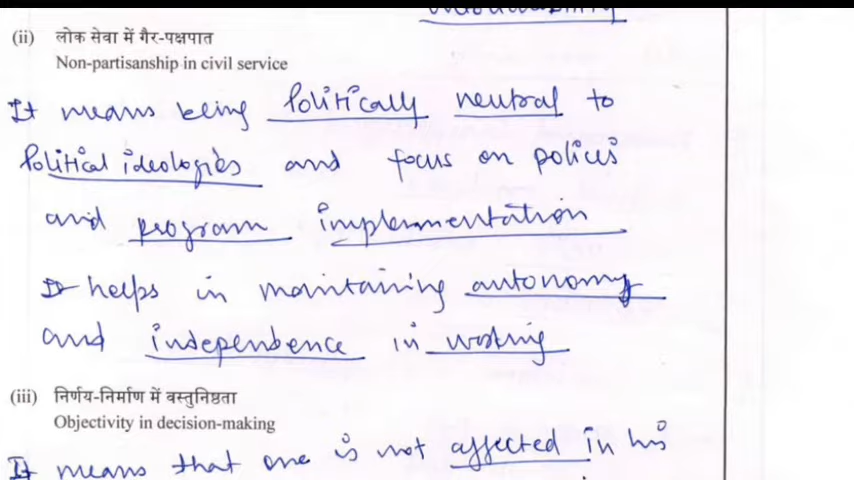 (ii) लोक सेवा में गैर-पक्षपात
Non-partisanship in civil service
It means being politically neutral to
political ideologies and focus on polices
and program implementation
It helps in maintaining autonomy
and independence in working
(iii) निर्णय-निर्माण में वस्तुनिष्ठता
Objectivity in decision-making
It means that one is not affected in his